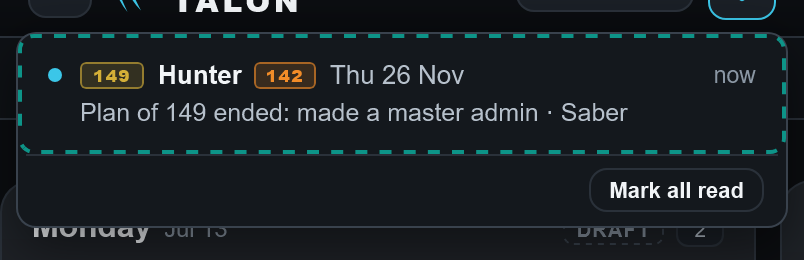 TALON
149 Hunter 142 Thu 26 Nov now
Plan of 149 ended: made a master admin · Saber
Mark all read
Monday Jul 13 DRAFT 2